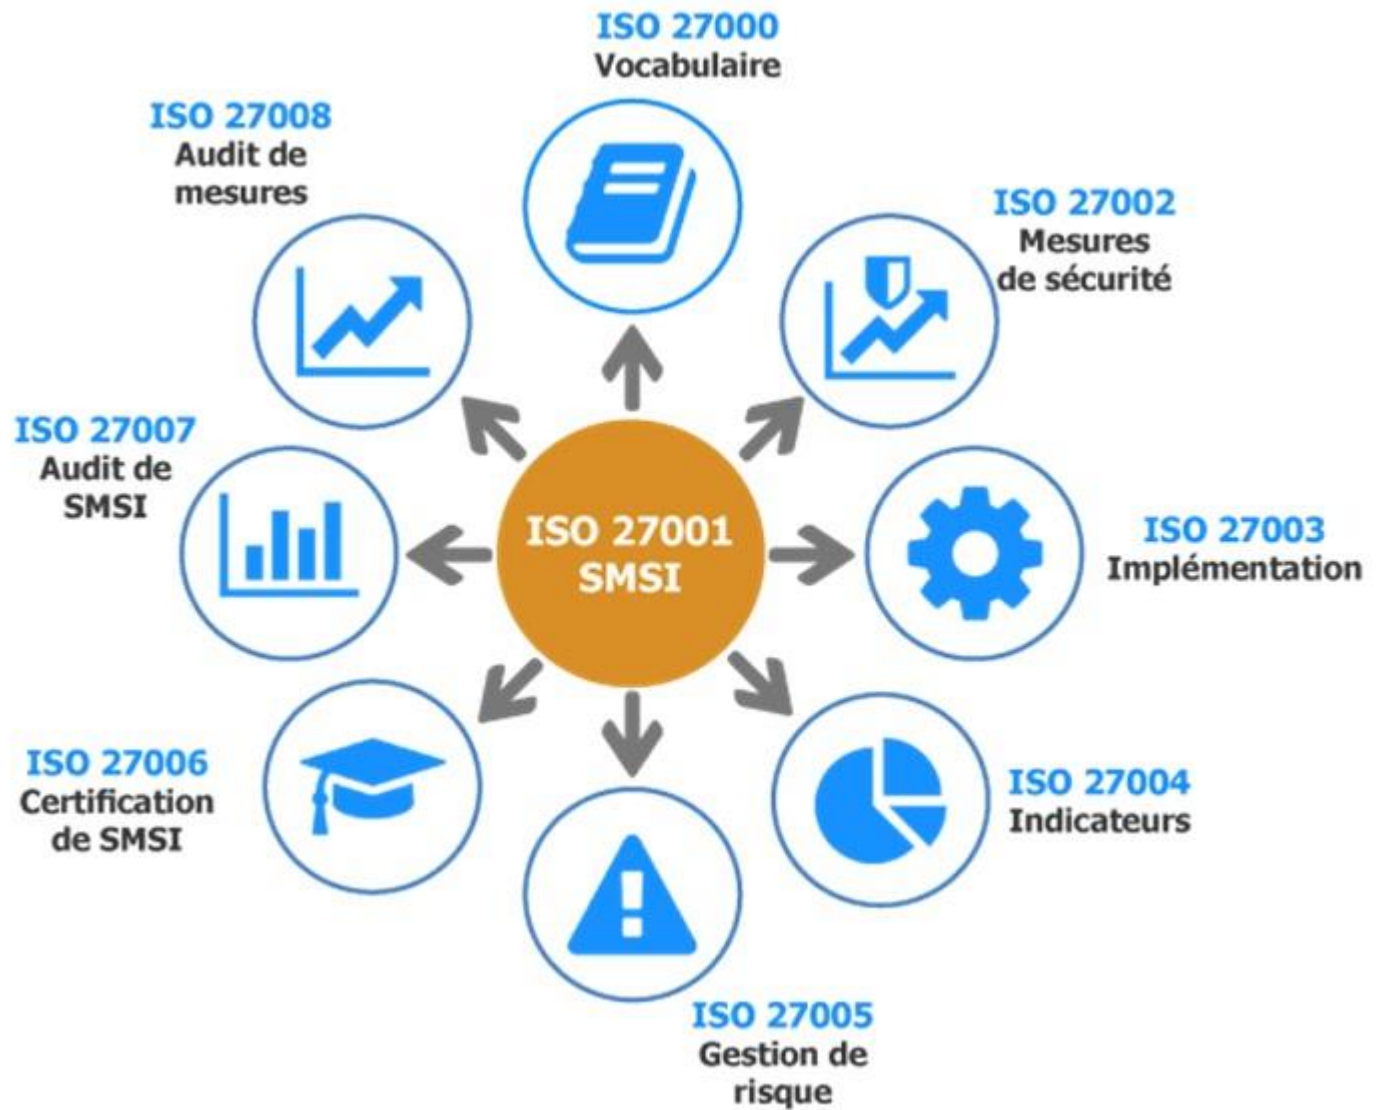 ISO 27000
Vocabulaire
ISO 27008
Audit de
mesures
ISO 27002
Mesures
de sécurité
ISO 27007
Audit de
SMSI
ISO 27001
SMSI
ISO 27003
Implémentation
ISO 27006
Certification
de SMSI
ISO 27004
Indicateurs
ISO 27005
Gestion de
risque